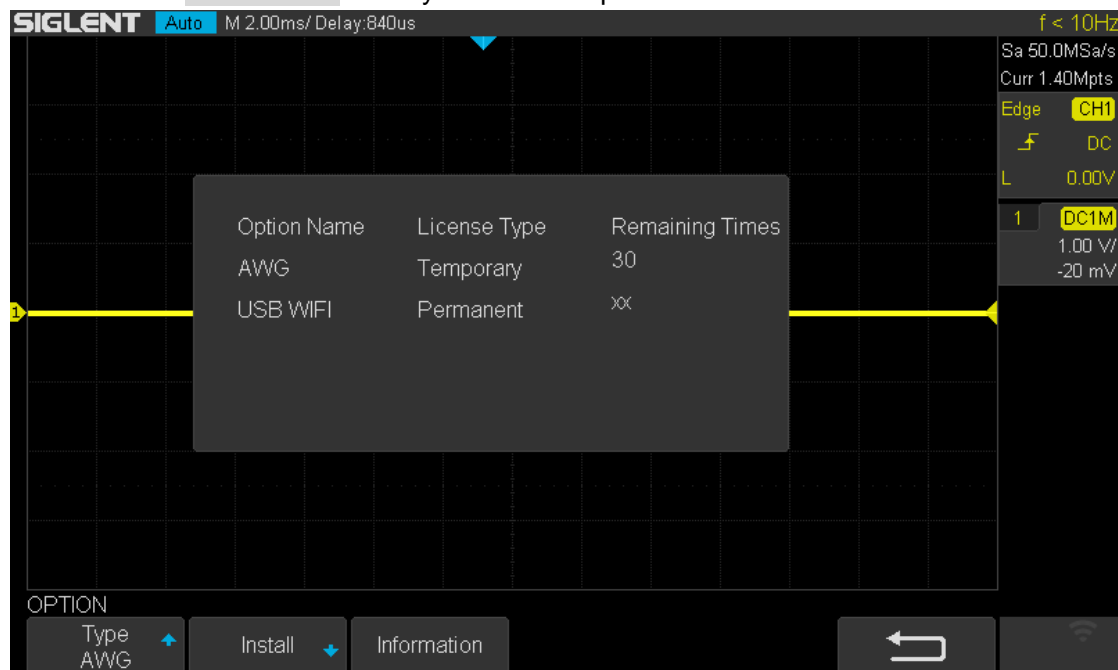 SIGLENT Auto M 2.00ms/ Delay:840us f < 10Hz
Sa 50.0MSa/s
Curr 1.40Mpts
Edge CH1
DC
L 0.00V
1 DC1M
1.00 V/
-20 mV
Option Name License Type Remaining Times
AWG Temporary 30
USB WIFI Permanent xx
1
OPTION
Type
AWG
Install
Information